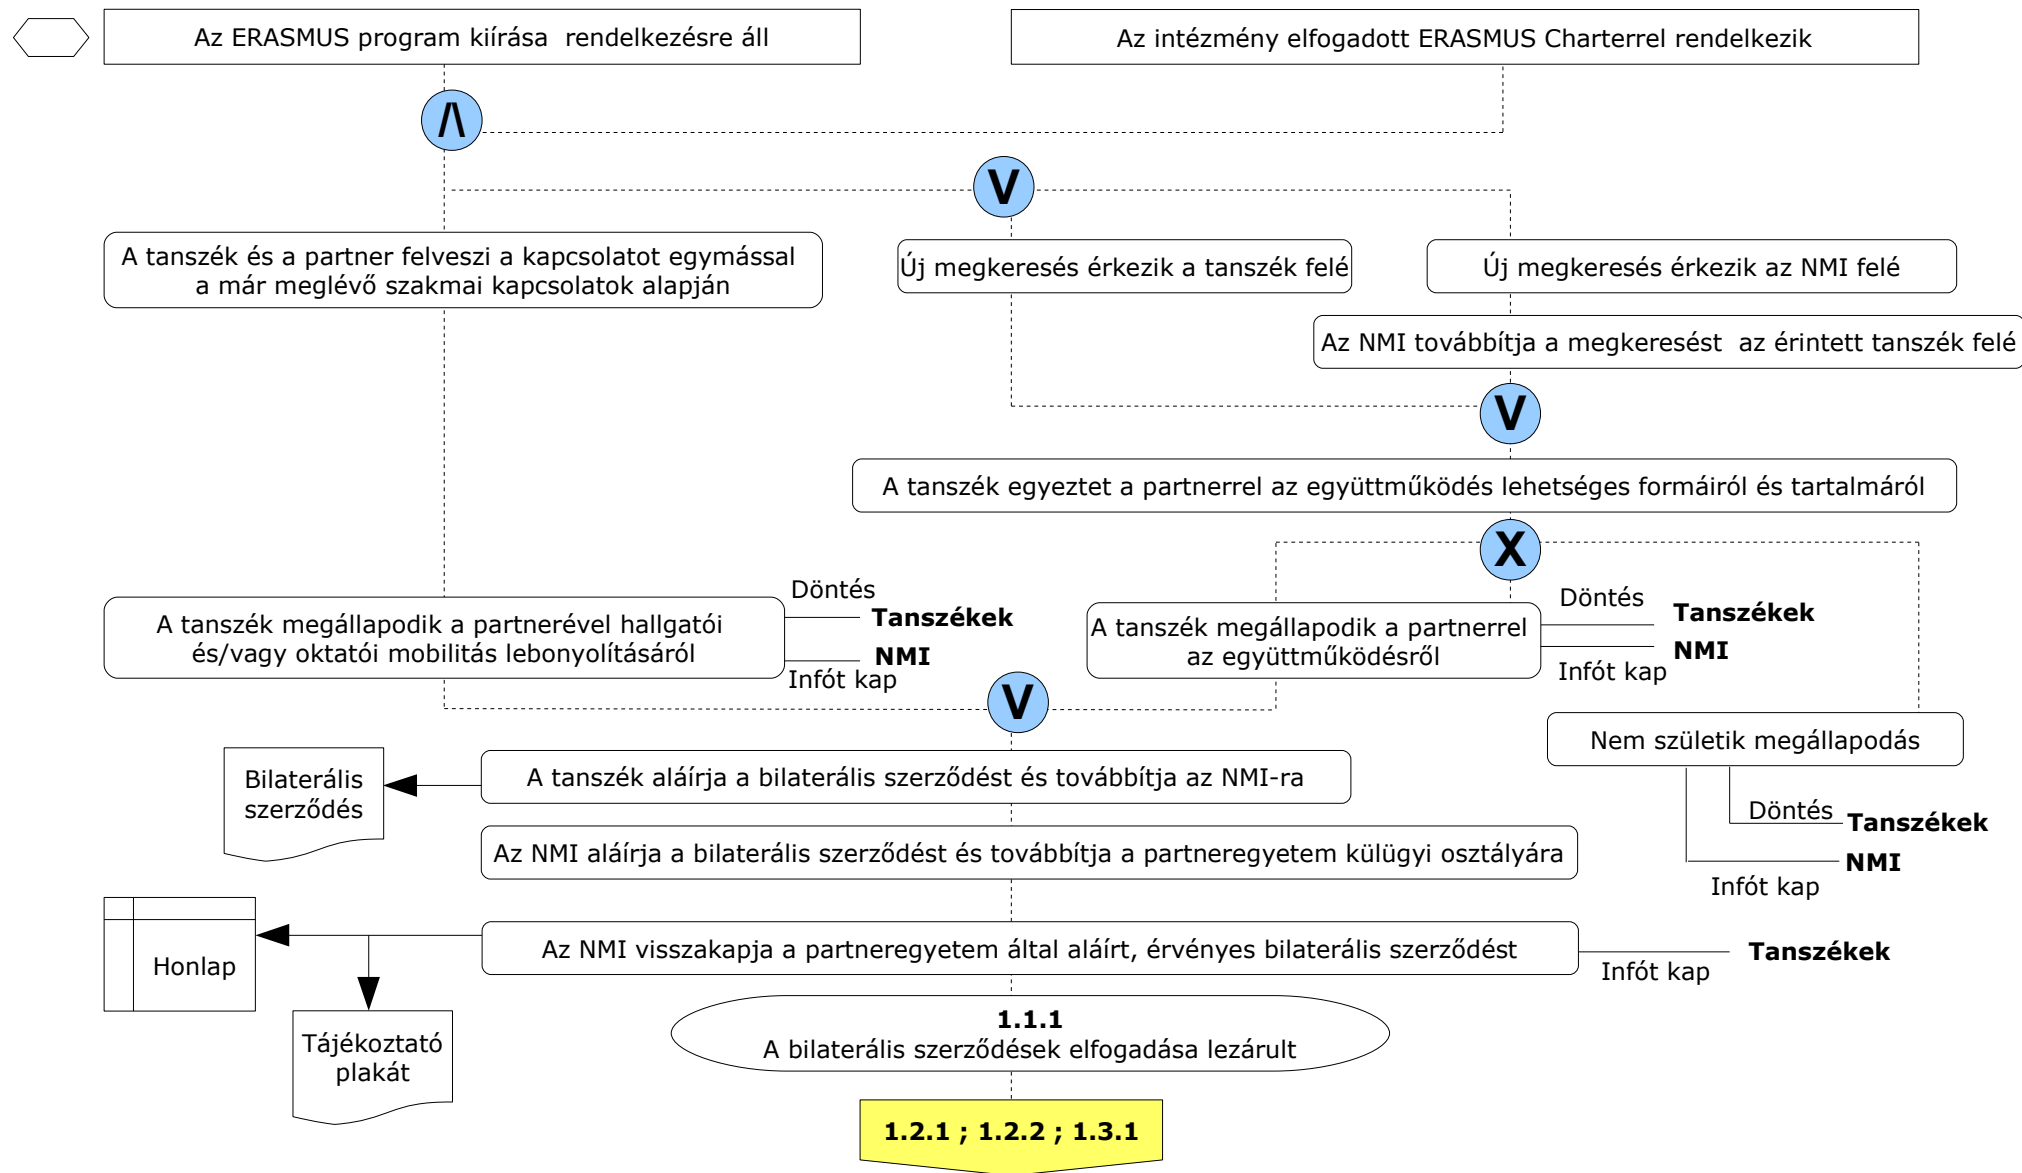 Az ERASMUS program kiírása  rendelkezésre áll
Az intézmény elfogadott ERASMUS Charterrel rendelkezik
/\
V
A tanszék és a partner felveszi a kapcsolatot egymással
a már meglévő szakmai kapcsolatok alapján
Új megkeresés érkezik a tanszék felé
Új megkeresés érkezik az NMI felé
Az NMI továbbítja a megkeresést  az érintett tanszék felé
V
A tanszék egyeztet a partnerrel az együttműködés lehetséges formáiról és tartalmáról
X
A tanszék megállapodik a partnerével hallgatói
és/vagy oktatói mobilitás lebonyolításáról
Döntés
Tanszékek
NMI
Infót kap
A tanszék megállapodik a partnerrel
az együttműködésről
Döntés
Tanszékek
NMI
Infót kap
V
Nem születik megállapodás
Döntés
Tanszékek
NMI
Infót kap
A tanszék aláírja a bilaterális szerződést és továbbítja az NMI-ra
Bilaterális
szerződés
Az NMI aláírja a bilaterális szerződést és továbbítja a partneregyetem külügyi osztályára
Az NMI visszakapja a partneregyetem által aláírt, érvényes bilaterális szerződést
Tanszékek
Infót kap
Honlap
Tájékoztató
plakát
1.1.1
A bilaterális szerződések elfogadása lezárult
1.2.1 ; 1.2.2 ; 1.3.1